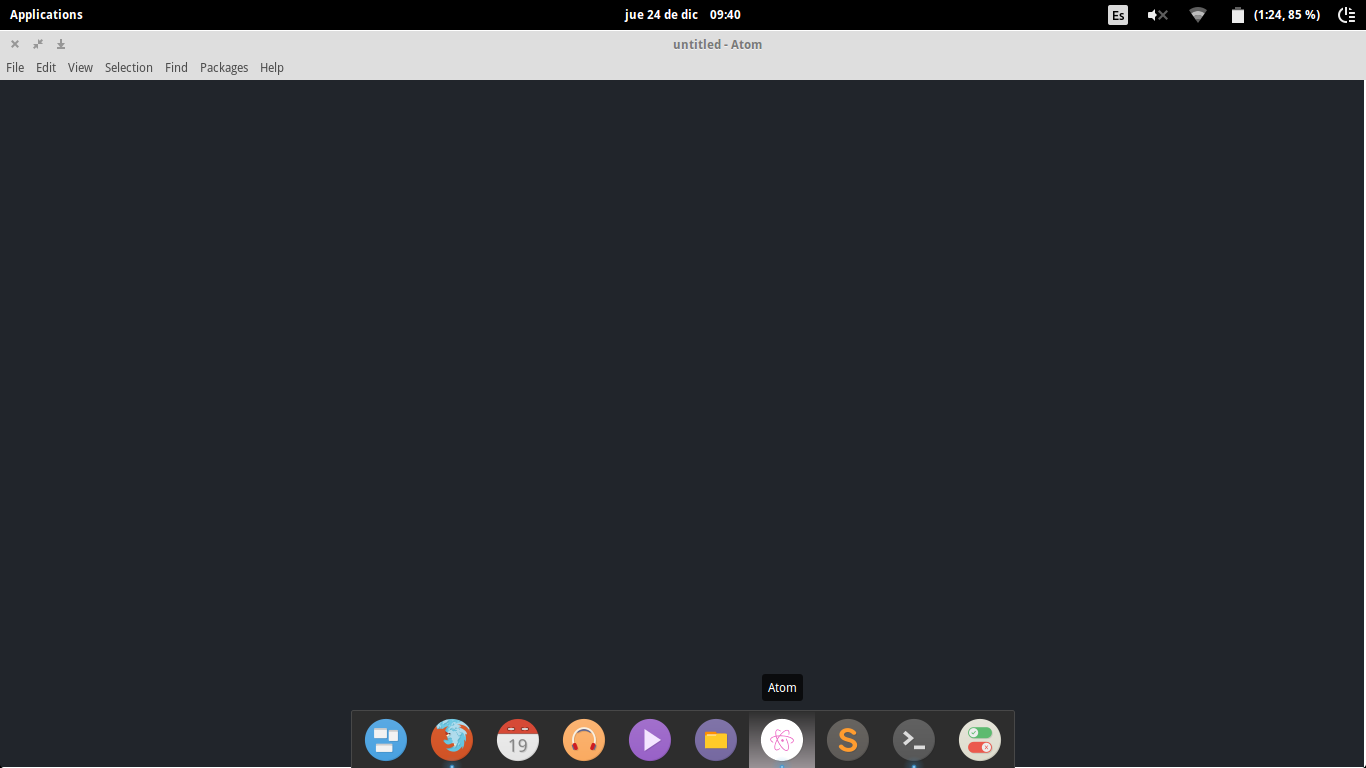 Applications jue 24 de dic 09:40 Es (1:24, 85 %)
untitled - Atom
File Edit View Selection Find Packages Help
Atom
19 S